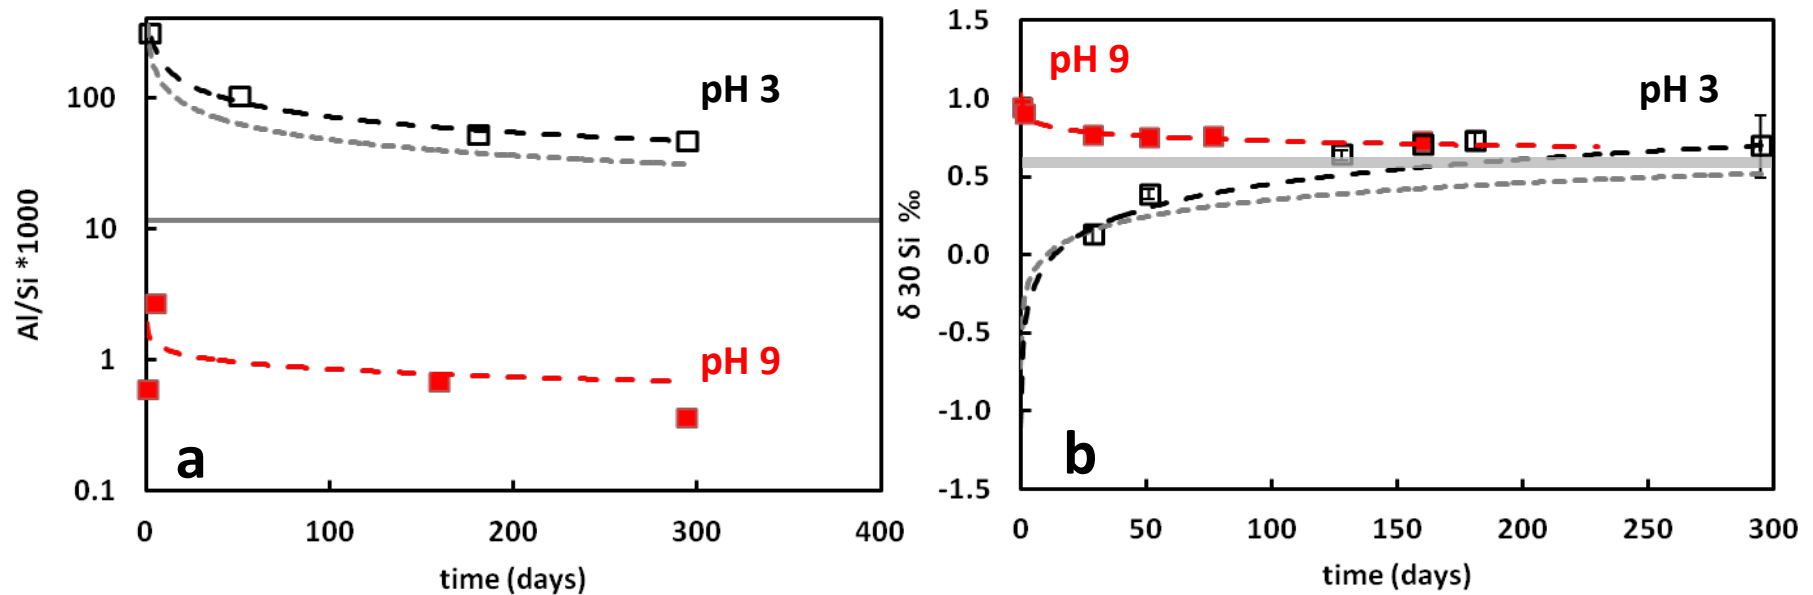 100
10
1
0.1
Al/Si *1000
pH 3
pH 9
a
0 100 200 300 400
time (days)
1.5
1.0
0.5
0.0
-0.5
-1.0
-1.5
δ 30 Si ‰
pH 9
pH 3
b
0 50 100 150 200 250 300
time (days)